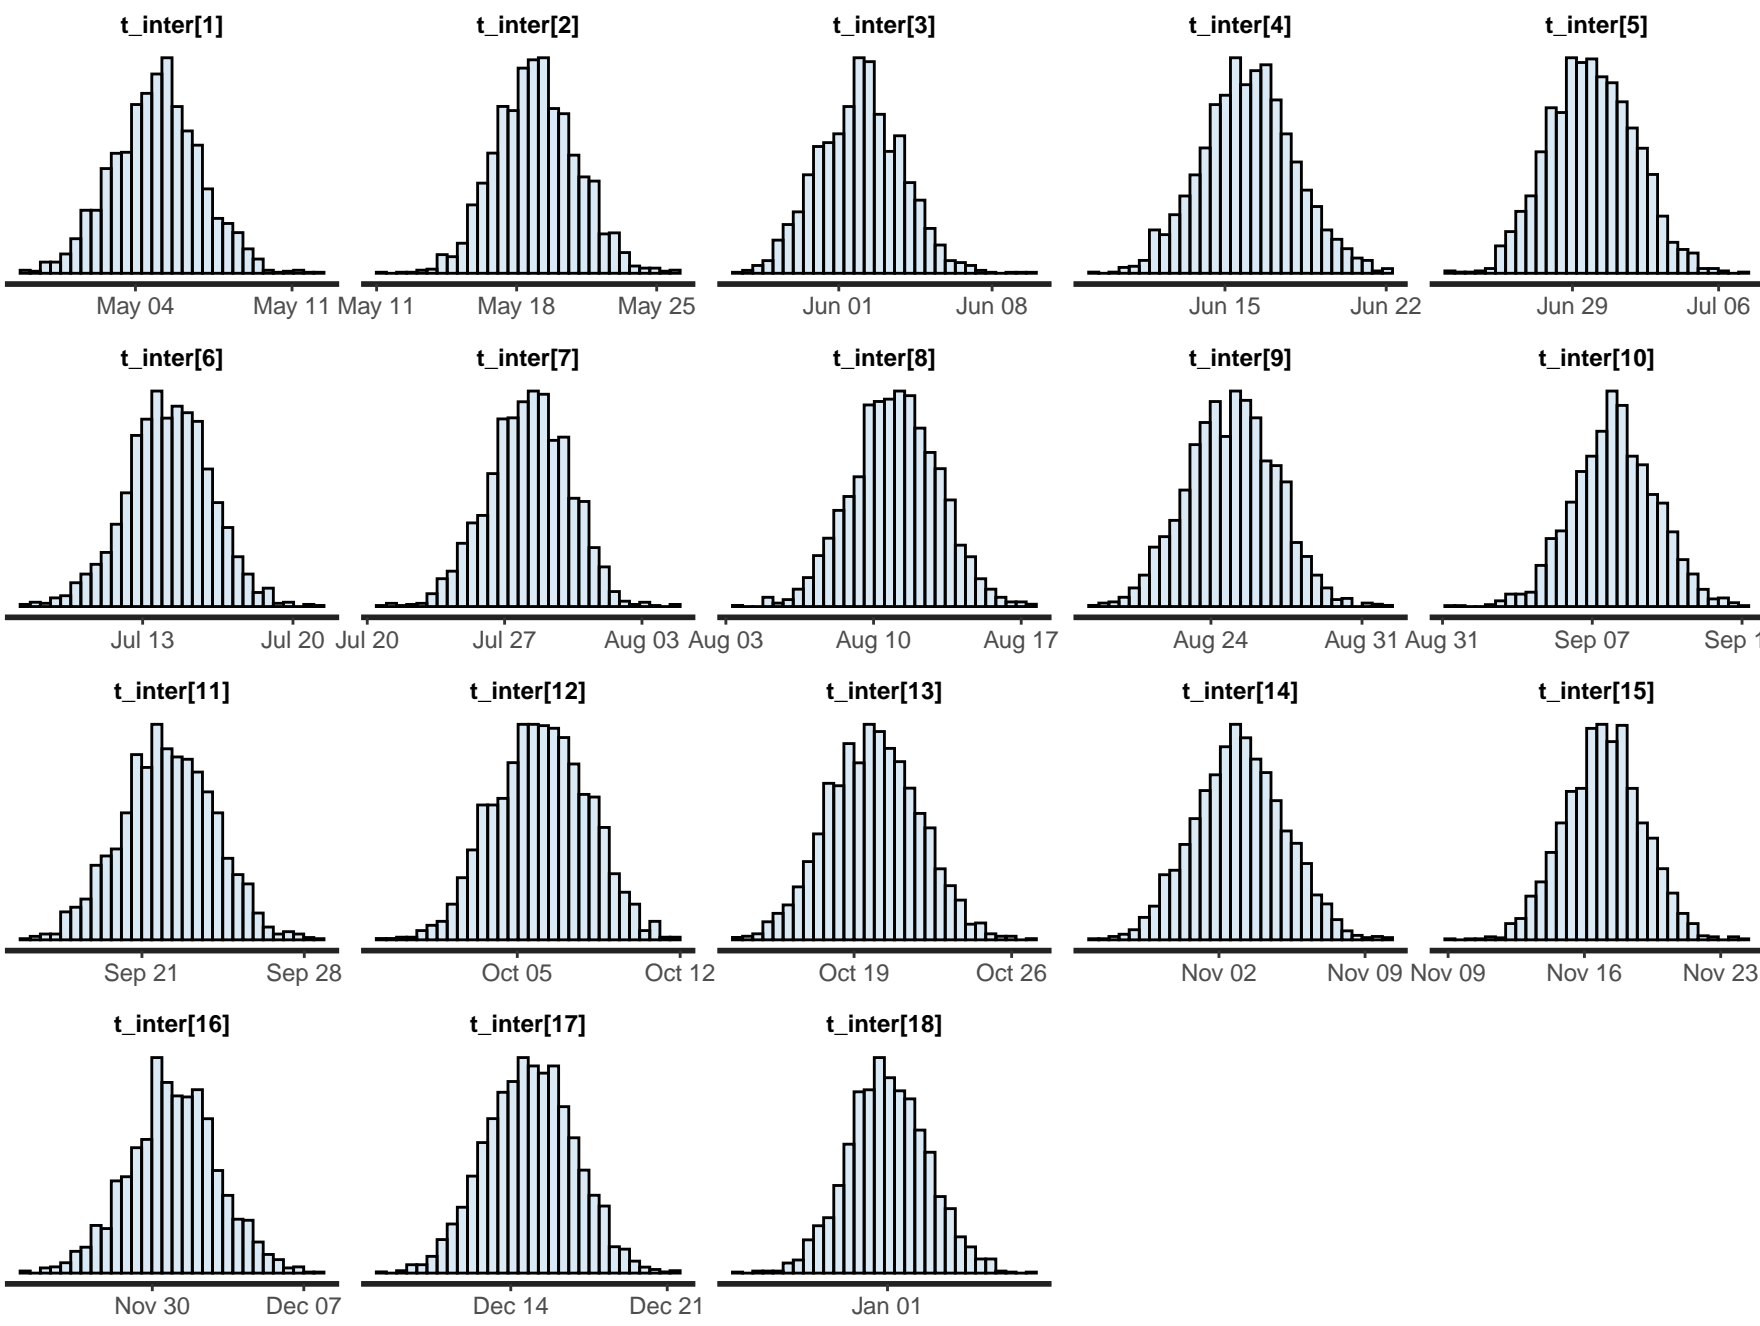 t_inter[1] t_inter[2] t_inter[3] t_inter[4] t_inter[5]
May 04 May 11 May 11 May 18 May 25 Jun 01 Jun 08 Jun 15 Jun 22 Jun 29 Jul 06
t_inter[6] t_inter[7] t_inter[8] t_inter[9] t_inter[10]
Jul 13 Jul 20 Jul 20 Jul 27 Aug 03 Aug 03 Aug 10 Aug 17 Aug 24 Aug 31 Aug 31 Sep 07 Sep
t_inter[11] t_inter[12] t_inter[13] t_inter[14] t_inter[15]
Sep 21 Sep 28 Oct 05 Oct 12 Oct 19 Oct 26 Nov 02 Nov 09 Nov 09 Nov 16 Nov 23
t_inter[16] t_inter[17] t_inter[18]
Nov 30 Dec 07 Dec 14 Dec 21 Jan 01